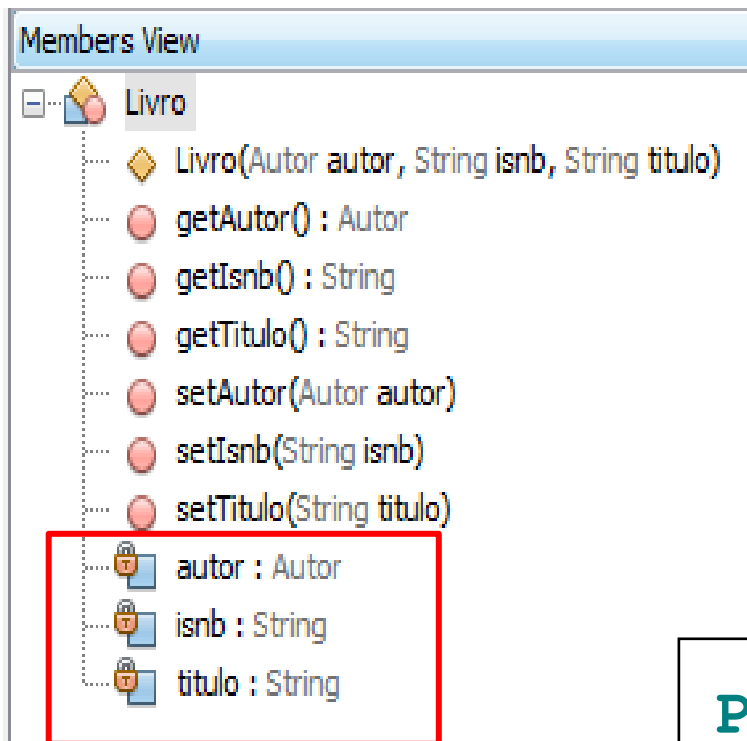 Members View
Livro
Livro(Autor autor, String isnb, String titulo)
getAutor() : Autor
getIsnb() : String
getTitulo() : String
setAutor(Autor autor)
setIsnb(String isnb)
setTitulo(String titulo)
autor : Autor
isnb : String
titulo : String
P